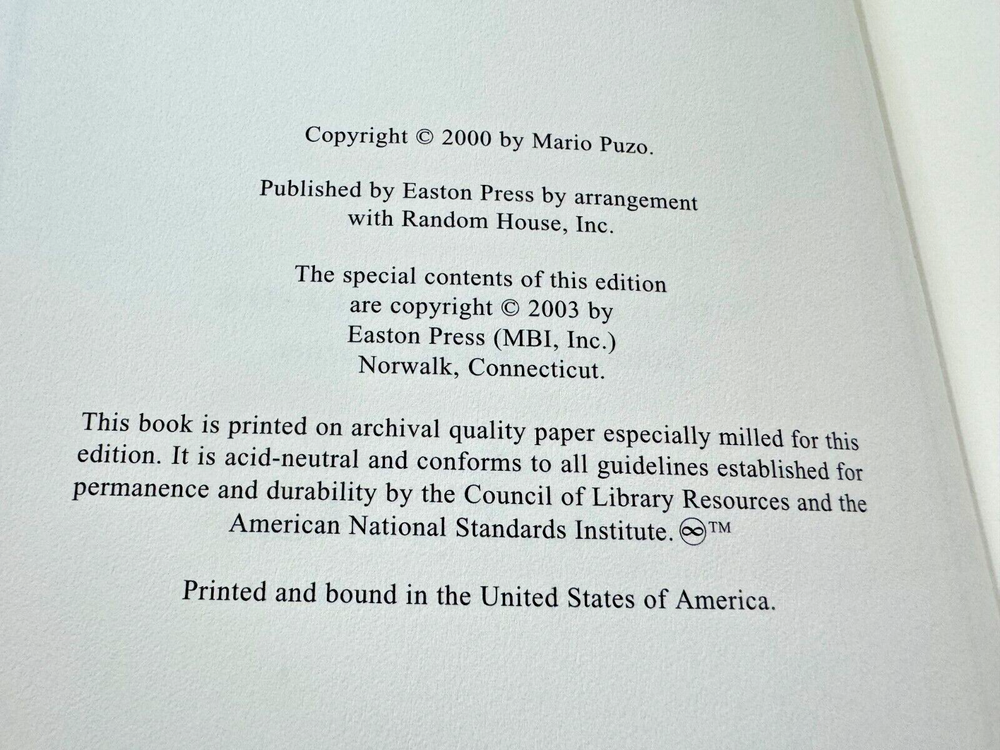 Copyright © 2000 by Mario Puzo.
Published by Easton Press by arrangement
with Random House, Inc.
The special contents of this edition
are copyright © 2003 by
Easton Press (MBI, Inc.)
Norwalk, Connecticut.
This book is printed on archival quality paper especially milled for this
edition. It is acid-neutral and conforms to all guidelines established for
permanence and durability by the Council of Library Resources and the
American National Standards Institute. ♾™
Printed and bound in the United States of America.